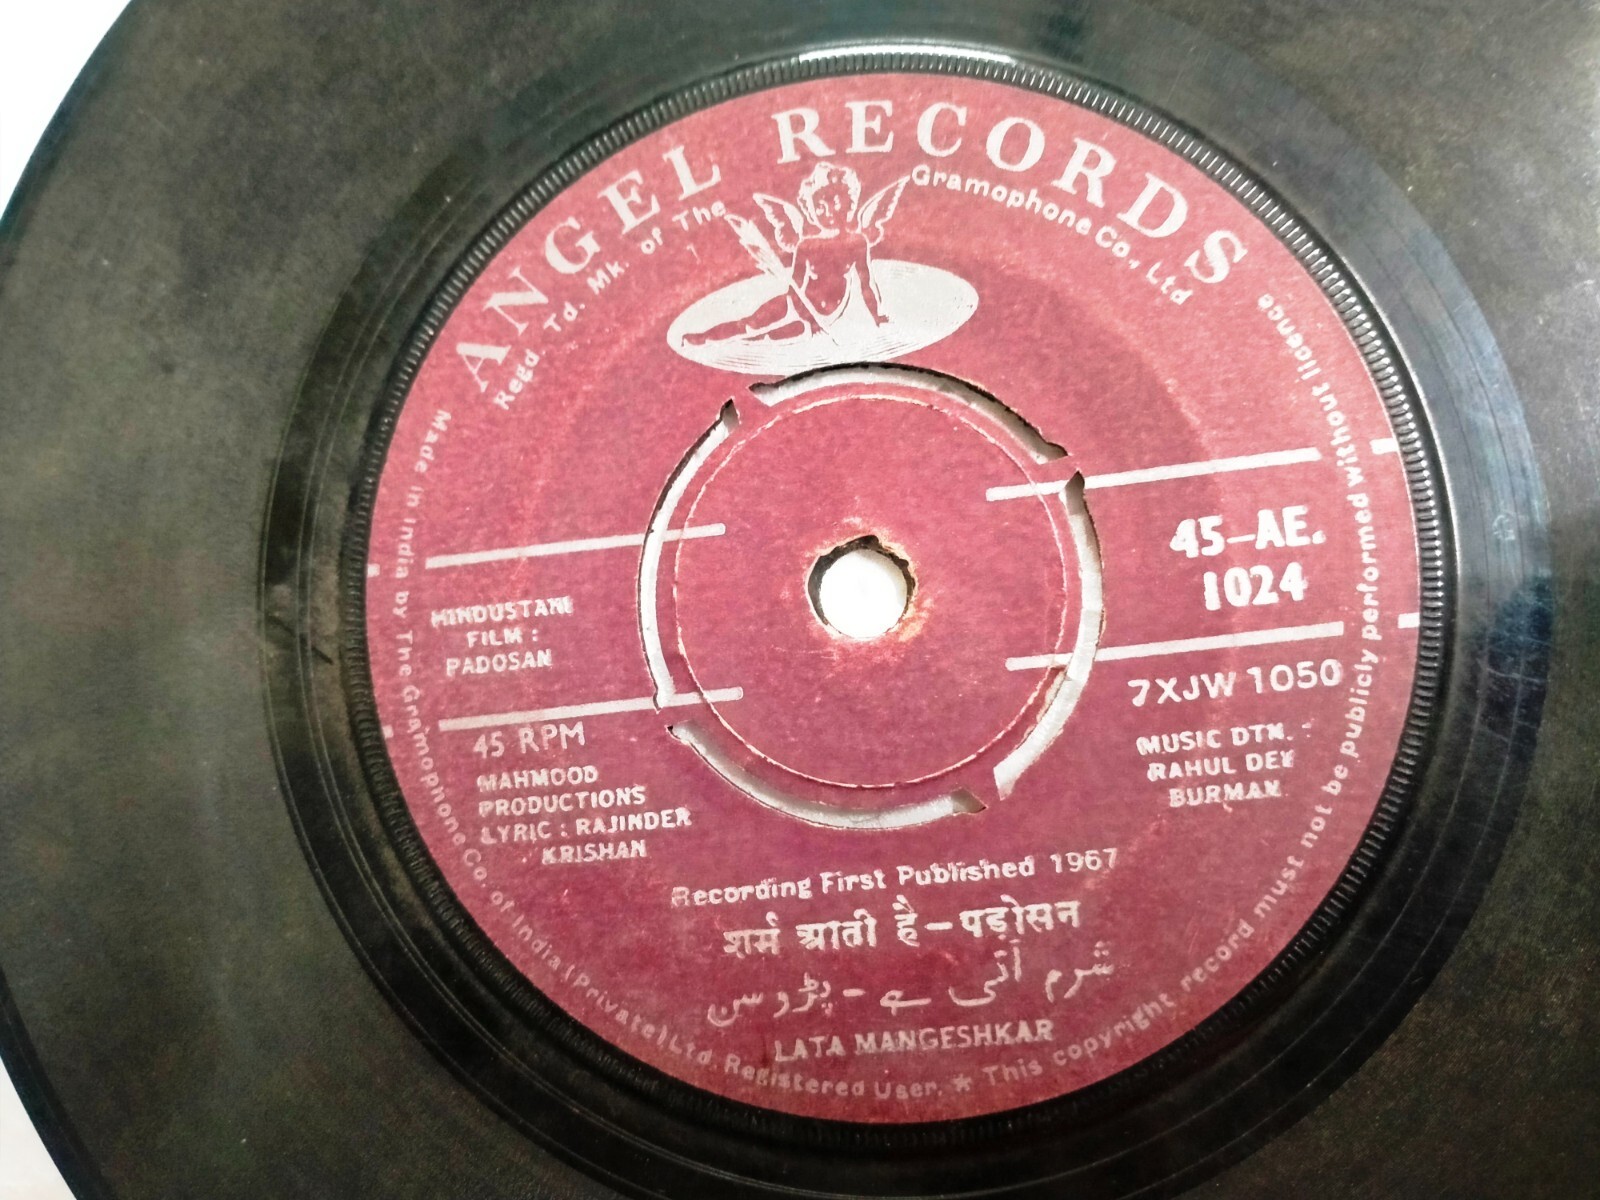 ANGEL RECORDS
Regd. Td. Mk. of The Gramophone Co., Ltd
45-AE.
1024
HINDUSTANI
FILM :
PADOSAN
7XJW 1050
45 RPM
MAHMOOD
PRODUCTIONS
LYRIC : RAJINDER
KRISHAN
MUSIC DTN. :
RAHUL DEV
BURMAN
Recording First Published 1967
शर्म आती है - पड़ोसन
شرم آتی ہے - پڑوسن
LATA MANGESHKAR
Made in India by The Gramophone Co. of India (Private) Ltd. Registered User. * This copyright record must not be publicly performed without licence